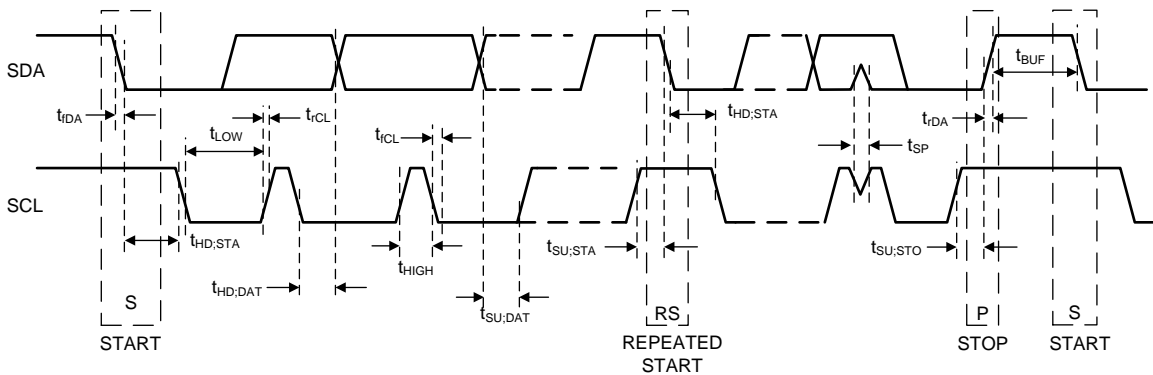 SDA
t_BUF
t_fDA
t_LOW
t_rCL
t_fCL
t_HD;STA
t_SP
t_rDA
SCL
t_HD;STA
t_HIGH
t_SU;STA
t_SU;STO
t_HD;DAT
t_SU;DAT
S
RS
P
S
START
REPEATED
START
STOP
START